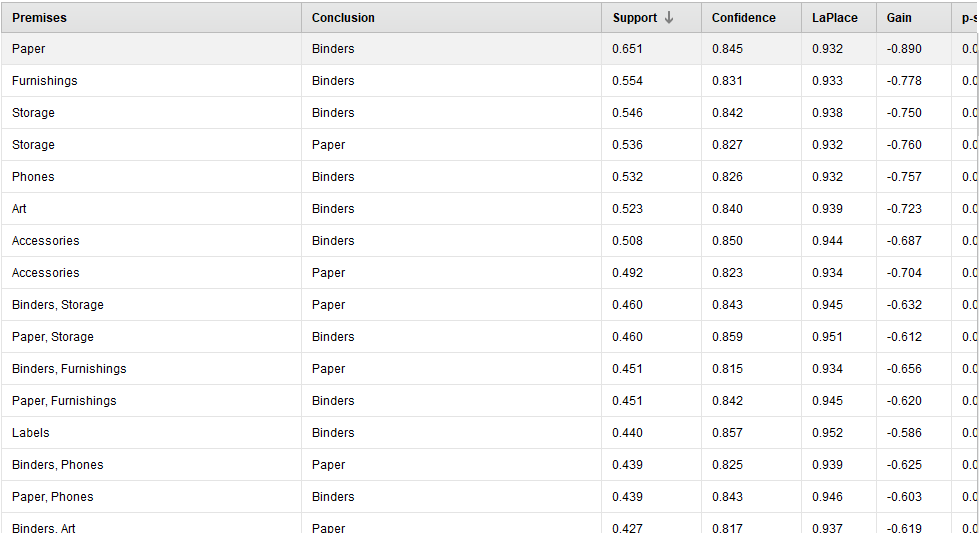 Premises Conclusion Support ↓ Confidence LaPlace Gain p-s
Paper Binders 0.651 0.845 0.932 -0.890 0.0
Furnishings Binders 0.554 0.831 0.933 -0.778 0.0
Storage Binders 0.546 0.842 0.938 -0.750 0.0
Storage Paper 0.536 0.827 0.932 -0.760 0.0
Phones Binders 0.532 0.826 0.932 -0.757 0.0
Art Binders 0.523 0.840 0.939 -0.723 0.0
Accessories Binders 0.508 0.850 0.944 -0.687 0.0
Accessories Paper 0.492 0.823 0.934 -0.704 0.0
Binders, Storage Paper 0.460 0.843 0.945 -0.632 0.0
Paper, Storage Binders 0.460 0.859 0.951 -0.612 0.0
Binders, Furnishings Paper 0.451 0.815 0.934 -0.656 0.0
Paper, Furnishings Binders 0.451 0.842 0.945 -0.620 0.0
Labels Binders 0.440 0.857 0.952 -0.586 0.0
Binders, Phones Paper 0.439 0.825 0.939 -0.625 0.0
Paper, Phones Binders 0.439 0.843 0.946 -0.603 0.0
Binders, Art Paper 0.427 0.817 0.937 -0.619 0.0